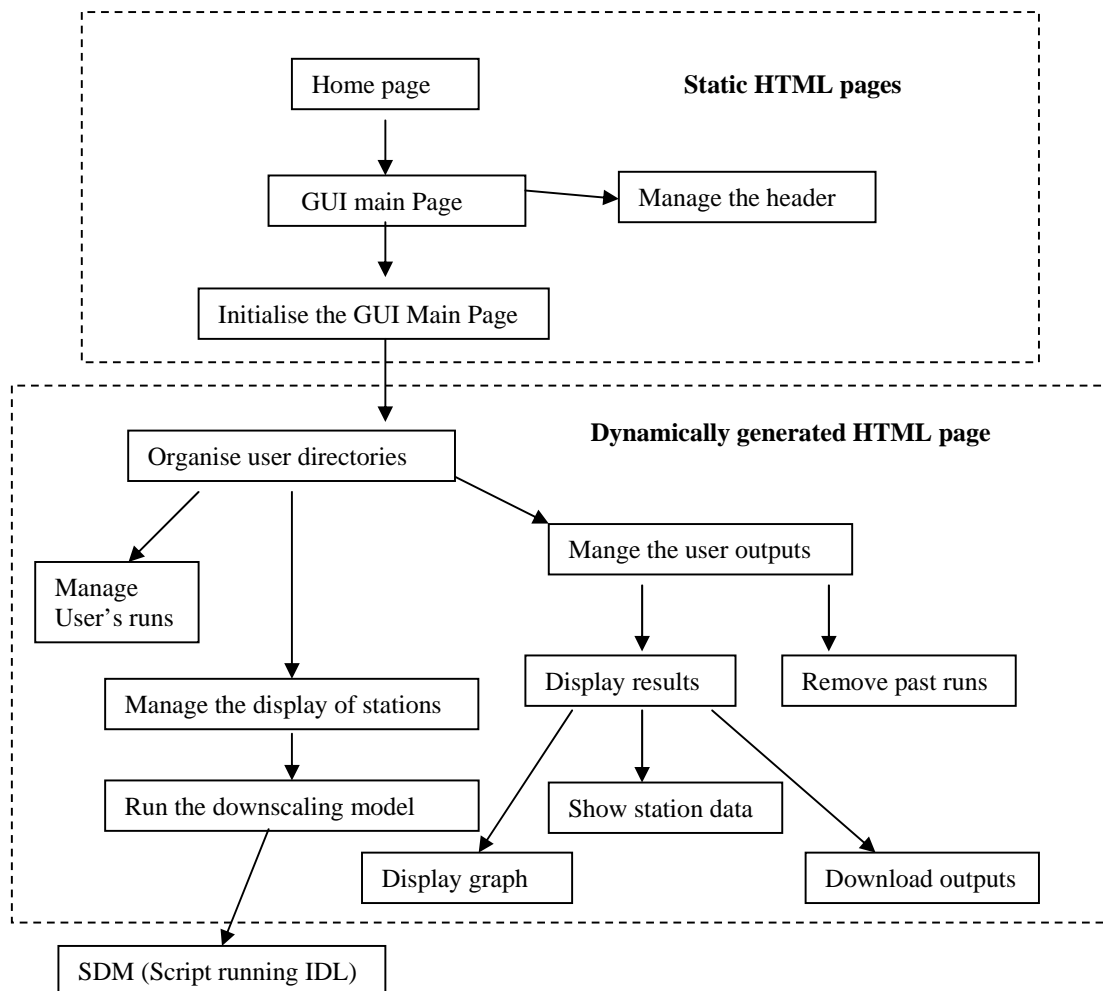 Home page
Static HTML pages
GUI main Page
Manage the header
Initialise the GUI Main Page
Dynamically generated HTML page
Organise user directories
Mange the user outputs
Manage
User’s runs
Display results
Remove past runs
Manage the display of stations
Show station data
Run the downscaling model
Display graph
Download outputs
SDM (Script running IDL)